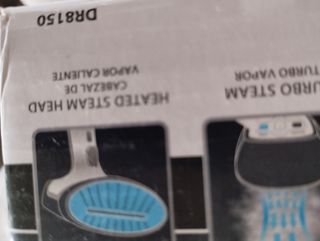 HEATED STEAM HEAD
CABEZAL DE
VAPOR CALIENTE
URBO STEAM
TURBO VAPOR
DR8150